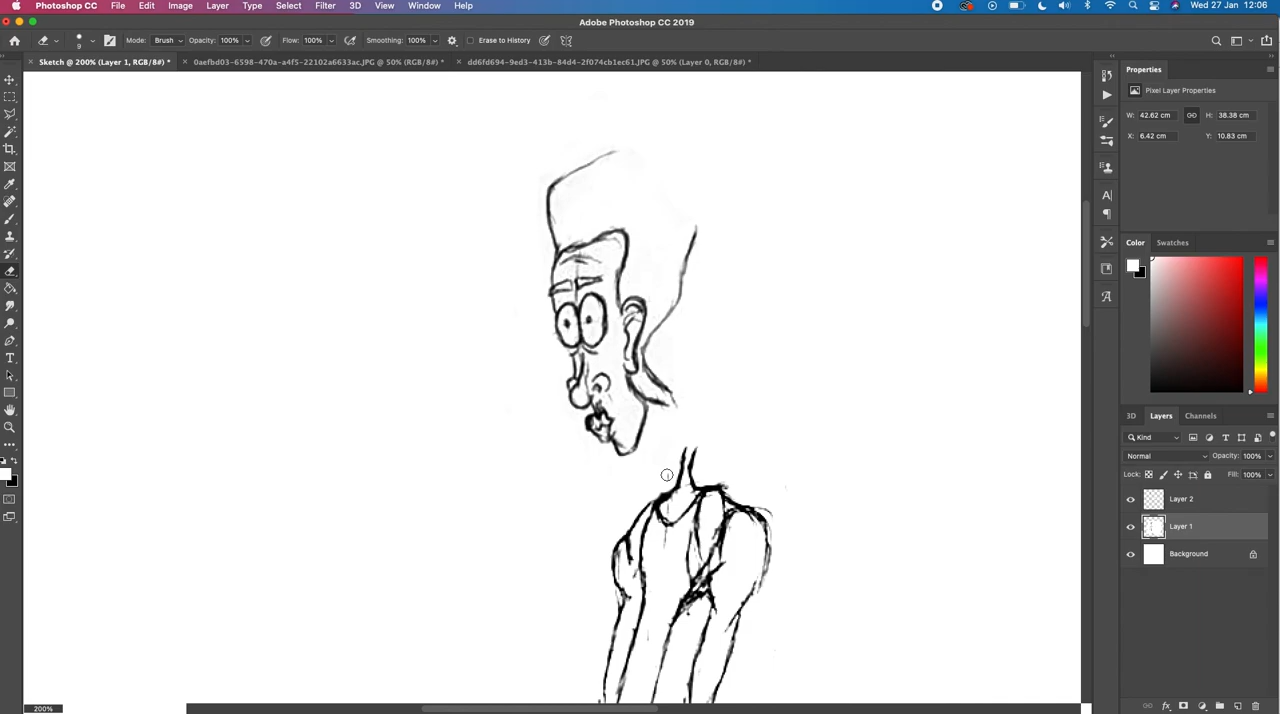 Photoshop CC File Edit Image Layer Type Select Filter 3D View Window Help Wed 27 Jan 12:06
Adobe Photoshop CC 2019
9 Mode: Brush Opacity: 100% Flow: 100% Smoothing: 100% Erase to History
Sketch @ 200% (Layer 1, RGB/8#) * 0aefbd03-6598-470a-a4f5-22102a6633ac.JPG @ 50% (RGB/8#) * dd6fd694-9ed3-413b-84d4-2f074cb1ec61.JPG @ 50% (Layer 0, RGB/8#) *
Properties
Pixel Layer Properties
W: 42.62 cm H: 38.38 cm
X: 6.42 cm Y: 10.83 cm
Color Swatches
3D Layers Channels
Kind
Normal Opacity: 100%
Lock: Fill: 100%
Layer 2
Layer 1
Background
200%